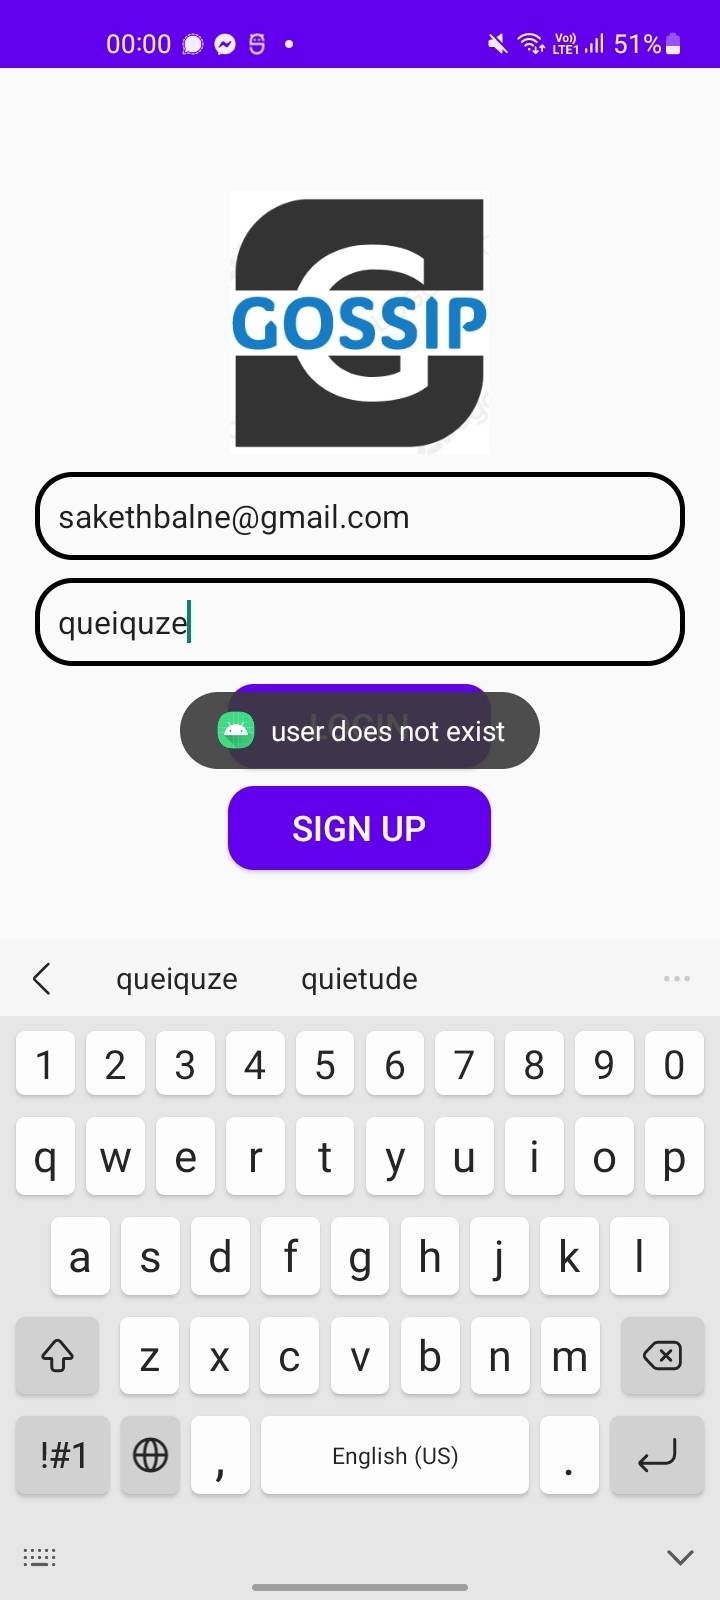 00:00
Vo)) LTE1 51%
GOSSIP
sakethbalne@gmail.com
queiquze
LOGIN
user does not exist
SIGN UP
queiquze quietude
1 2 3 4 5 6 7 8 9 0
q w e r t y u i o p
a s d f g h j k l
z x c v b n m
!#1 , English (US) .